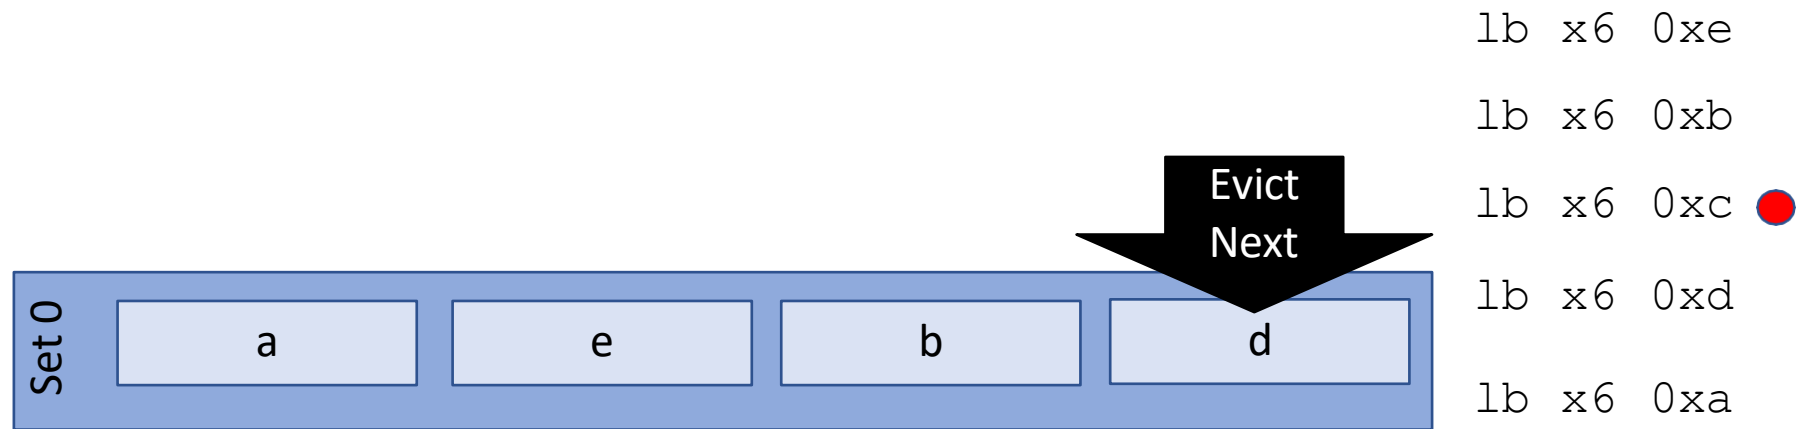 lb x6 0xe
lb x6 0xb
Evict
Next
lb x6 0xc
Set 0
a
e
b
d
lb x6 0xd
lb x6 0xa